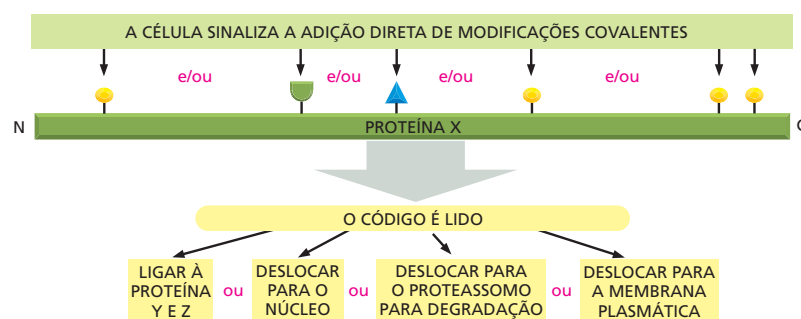 A CÉLULA SINALIZA A ADIÇÃO DIRETA DE MODIFICAÇÕES COVALENTES
e/ou e/ou e/ou e/ou
N PROTEÍNA X C
O CÓDIGO É LIDO
LIGAR À
PROTEÍNA
Y E Z
ou
DESLOCAR
PARA O
NÚCLEO
ou
DESLOCAR PARA
O PROTEASSOMO
PARA DEGRADAÇÃO
ou
DESLOCAR PARA
A MEMBRANA
PLASMÁTICA